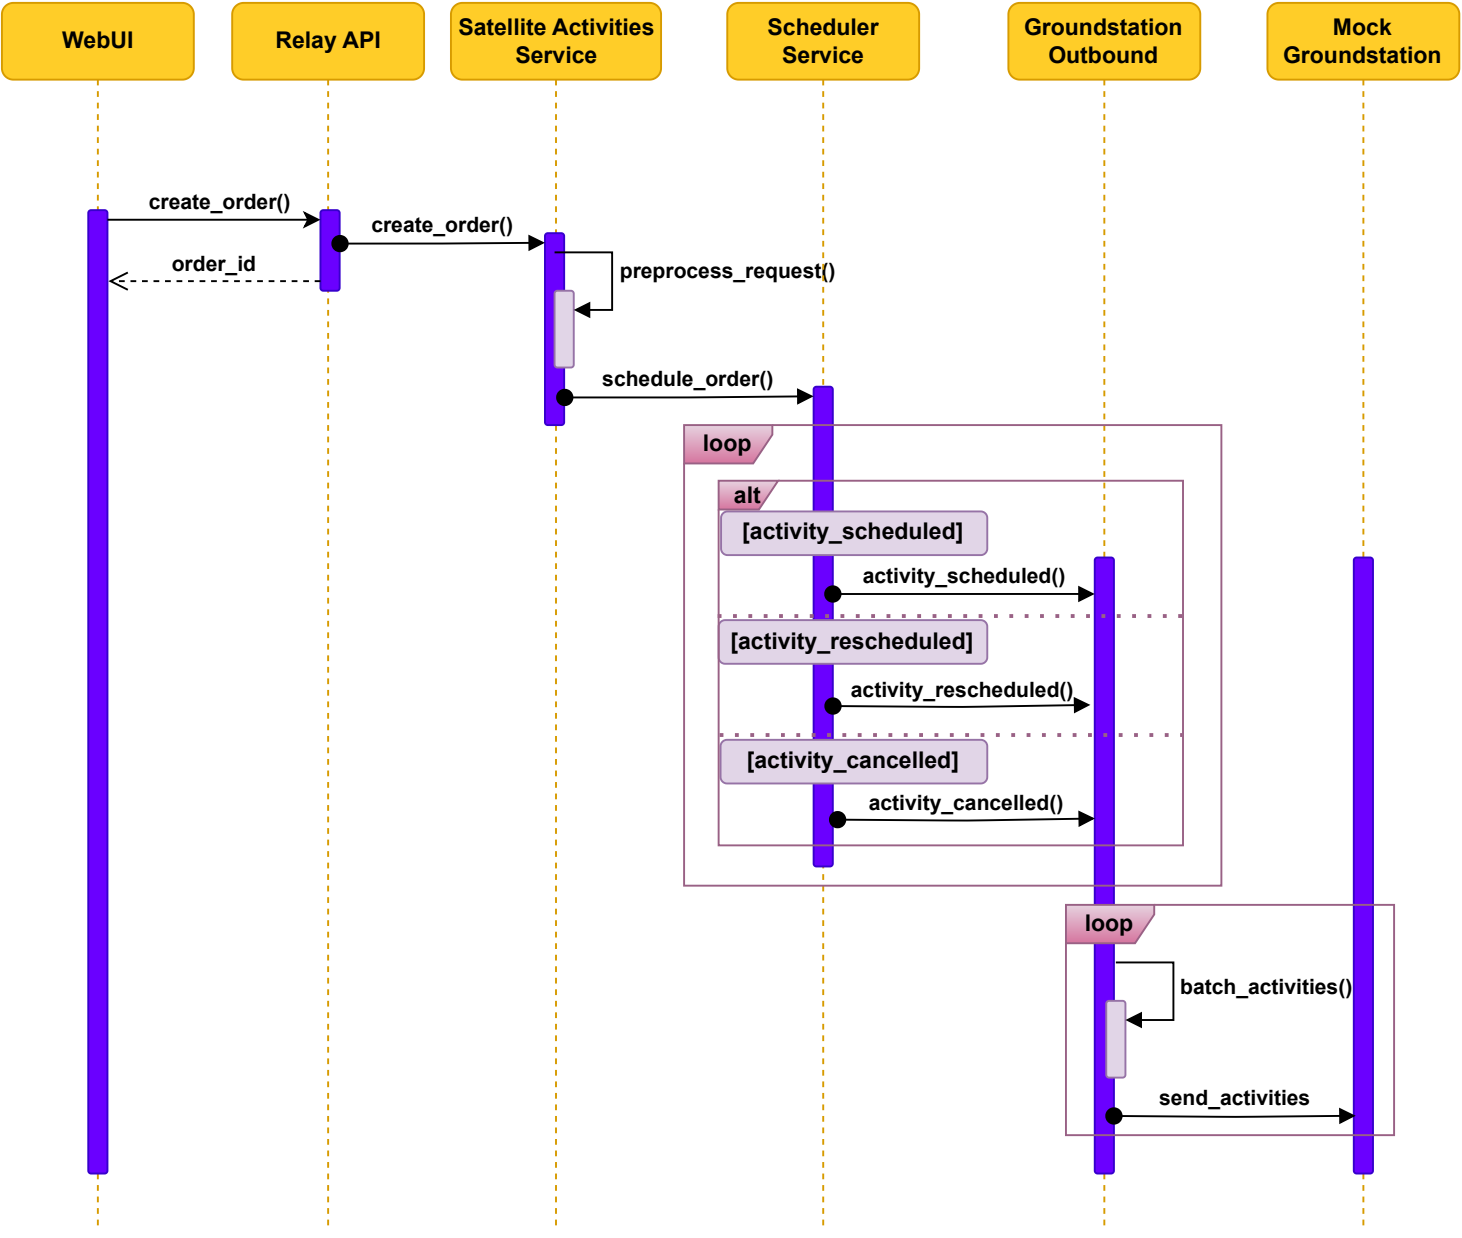 WebUI
Relay API
Satellite Activities
Service
Scheduler
Service
Groundstation
Outbound
Mock
Groundstation
create_order()
create_order()
order_id
preprocess_request()
schedule_order()
loop
alt
[activity_scheduled]
activity_scheduled()
[activity_rescheduled]
activity_rescheduled()
[activity_cancelled]
activity_cancelled()
loop
batch_activities()
send_activities